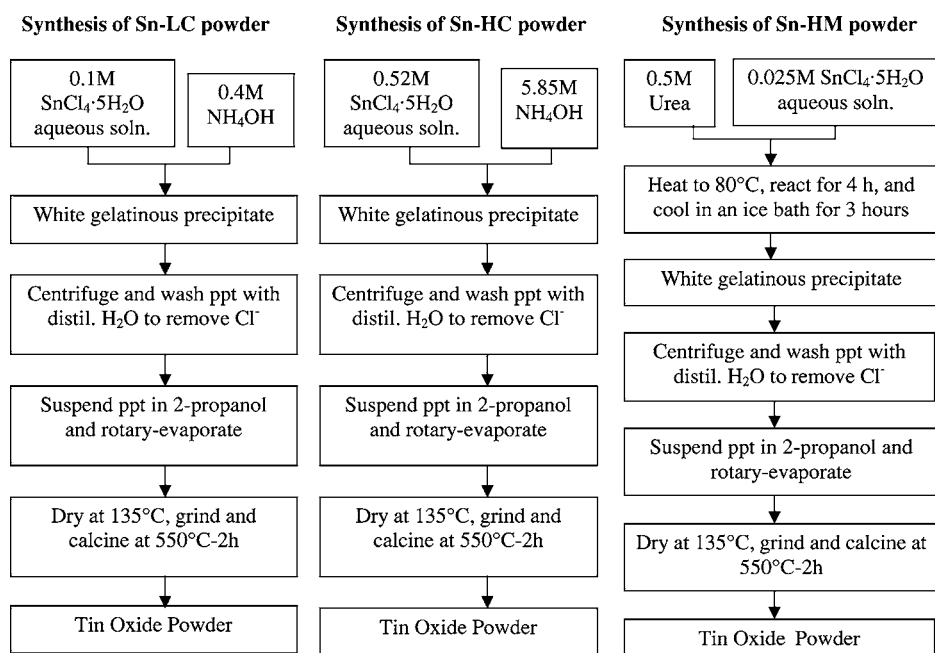 Synthesis of Sn-LC powder
0.1M
SnCl4·5H2O
aqueous soln.
0.4M
NH4OH
White gelatinous precipitate
Centrifuge and wash ppt with
distil. H2O to remove Cl-
Suspend ppt in 2-propanol
and rotary-evaporate
Dry at 135°C, grind and
calcine at 550°C-2h
Tin Oxide Powder
Synthesis of Sn-HC powder
0.52M
SnCl4·5H2O
aqueous soln.
5.85M
NH4OH
White gelatinous precipitate
Centrifuge and wash ppt with
distil. H2O to remove Cl-
Suspend ppt in 2-propanol
and rotary-evaporate
Dry at 135°C, grind and
calcine at 550°C-2h
Tin Oxide Powder
Synthesis of Sn-HM powder
0.5M
Urea
0.025M SnCl4·5H2O
aqueous soln.
Heat to 80°C, react for 4 h, and
cool in an ice bath for 3 hours
White gelatinous precipitate
Centrifuge and wash ppt with
distil. H2O to remove Cl-
Suspend ppt in 2-propanol and
rotary-evaporate
Dry at 135°C, grind and calcine at
550°C-2h
Tin Oxide Powder